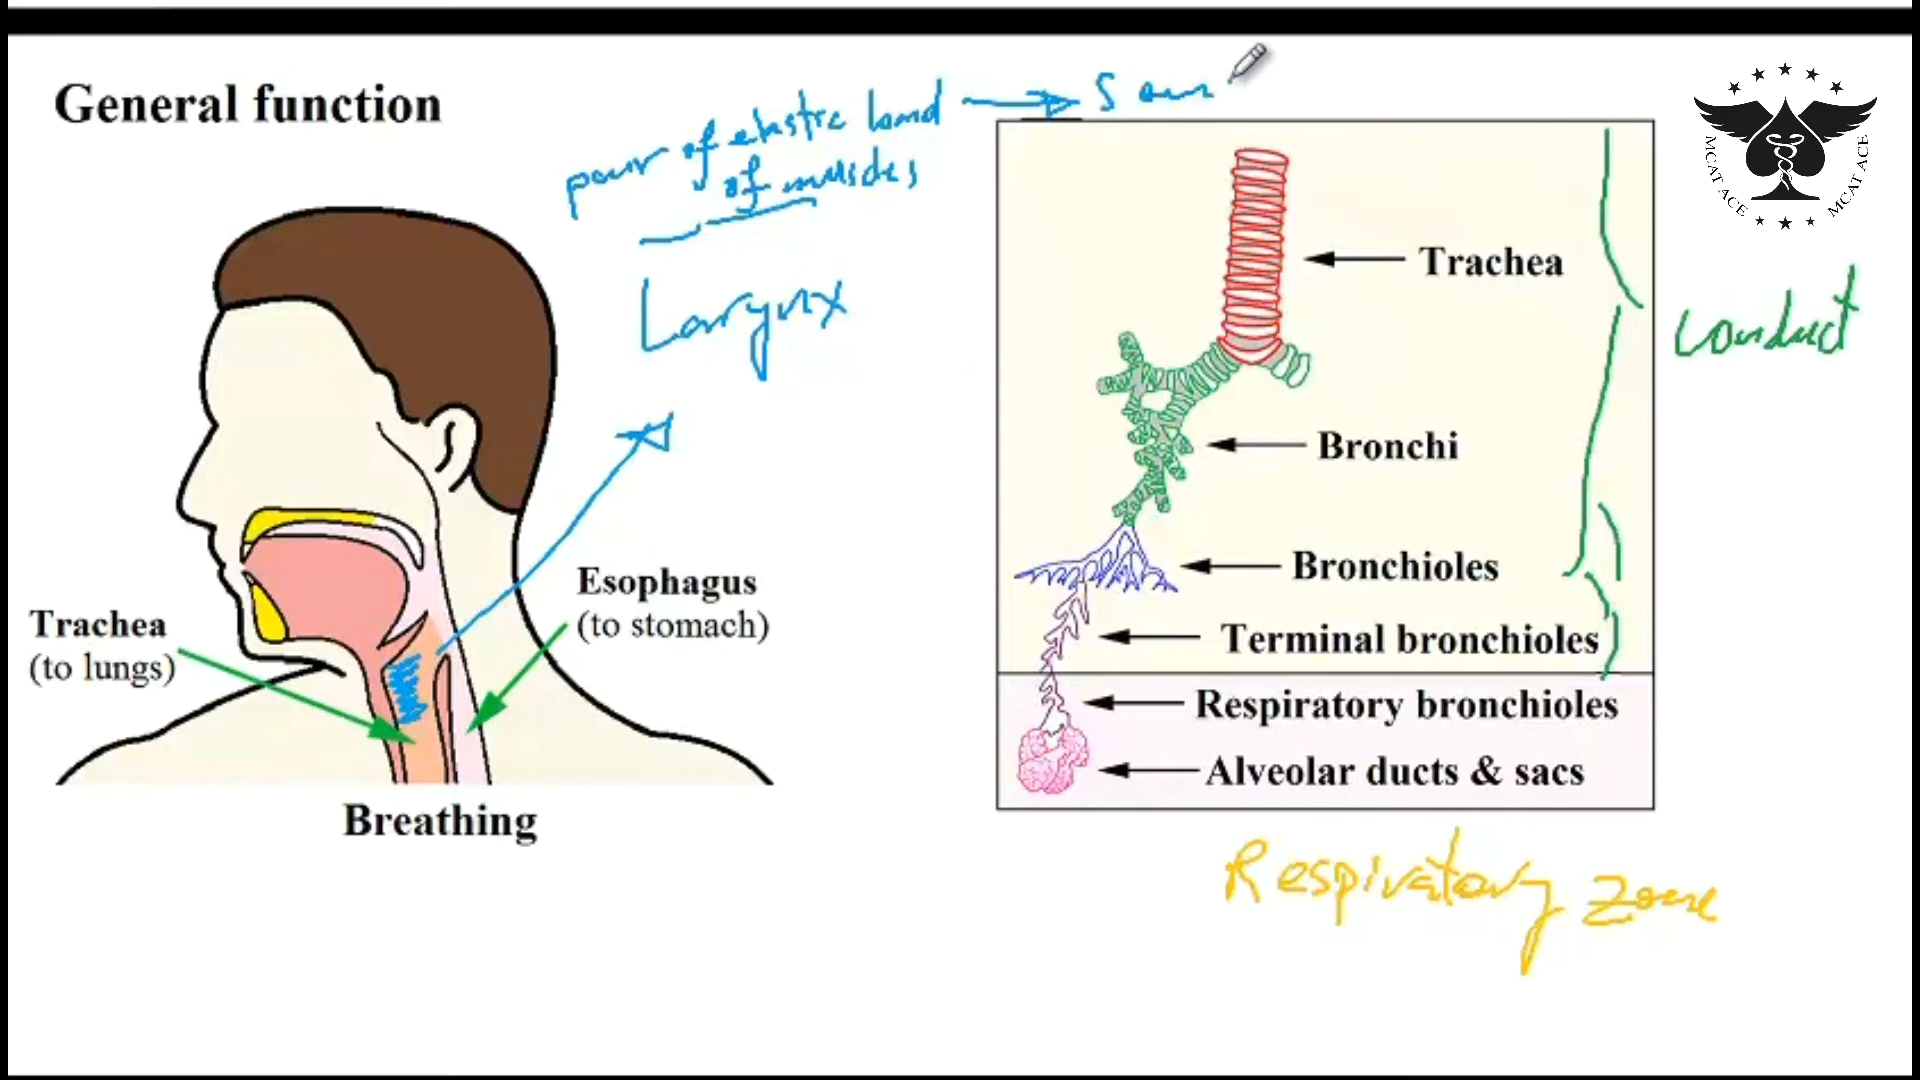 General function
pair of elastic band → Soun
of muscles
Larynx
Trachea
(to lungs)
Esophagus
(to stomach)
Breathing
Trachea
Bronchi
Bronchioles
Terminal bronchioles
Respiratory bronchioles
Alveolar ducts & sacs
conduct
Respiratory zone
MCAT ACE
MCAT ACE